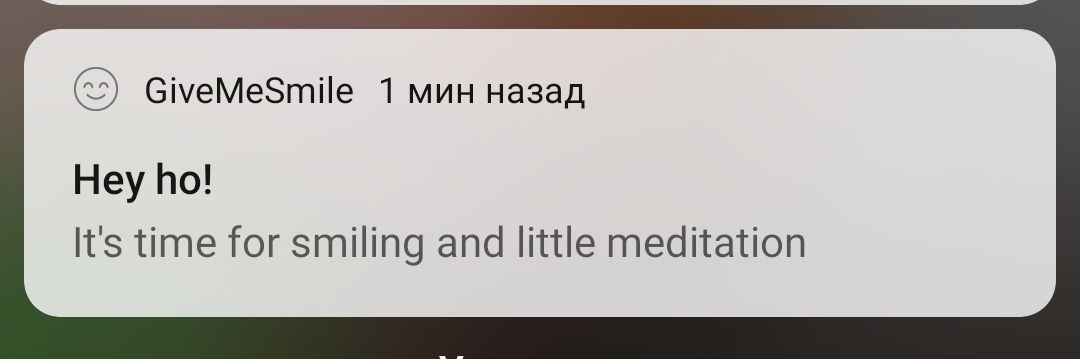 GiveMeSmile 1 мин назад
Hey ho!
It's time for smiling and little meditation